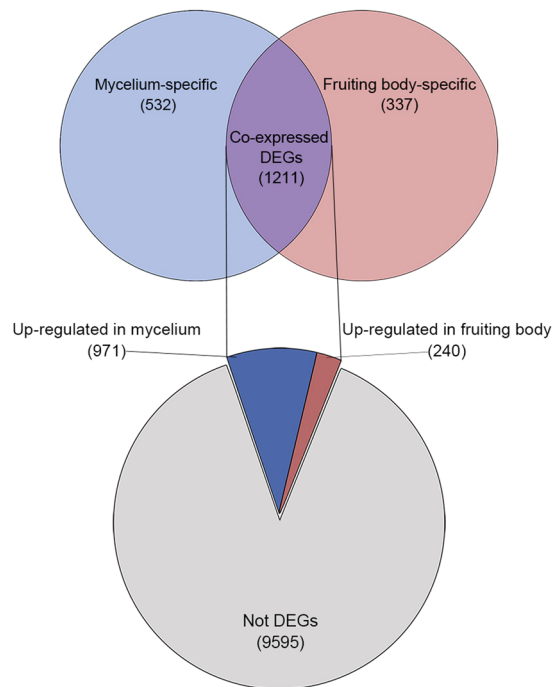 Mycelium-specific
(532)
Fruiting body-specific
(337)
Co-expressed
DEGs
(1211)
Up-regulated in mycelium
(971)
Up-regulated in fruiting body
(240)
Not DEGs
(9595)